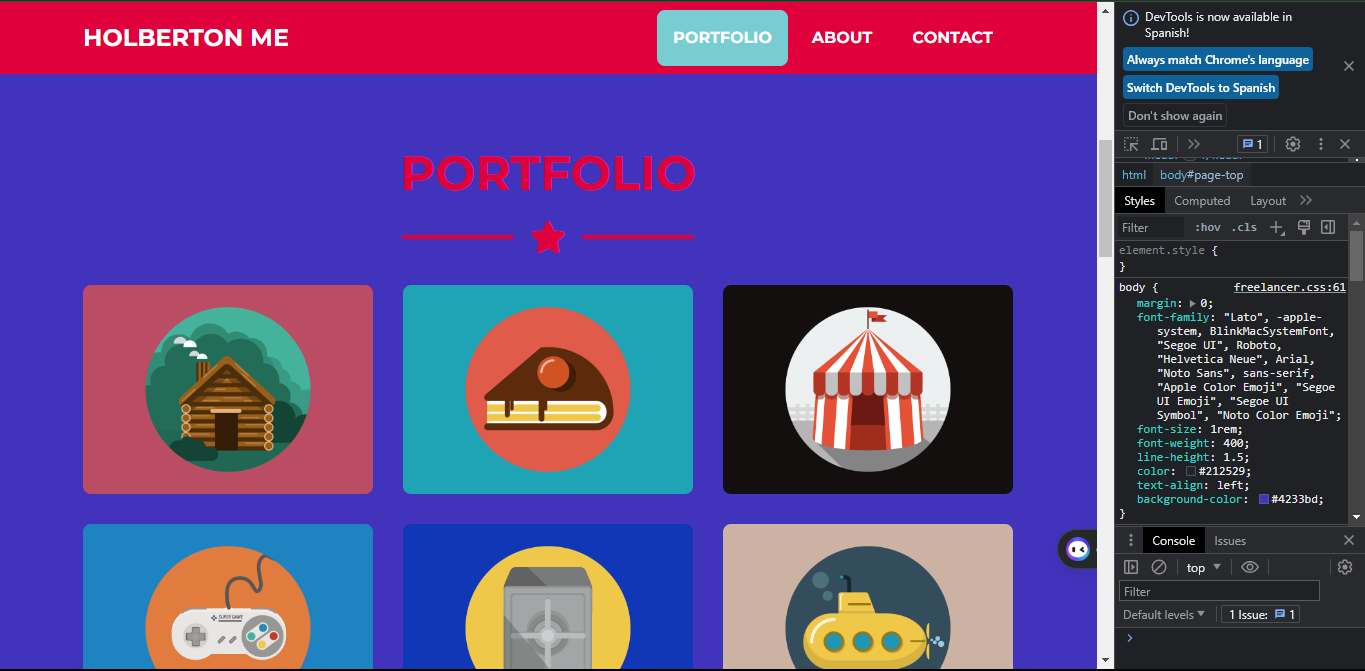 HOLBERTON ME
PORTFOLIO
ABOUT
CONTACT
PORTFOLIO
SUPER GAME
DevTools is now available in
Spanish!
Always match Chrome's language
Switch DevTools to Spanish
Don't show again
1
html body#page-top
Styles Computed Layout
Filter :hov .cls
element.style {
}
body { freelancer.css:61
margin: 0;
font-family: "Lato", -apple-
system, BlinkMacSystemFont,
"Segoe UI", Roboto,
"Helvetica Neue", Arial,
"Noto Sans", sans-serif,
"Apple Color Emoji", "Segoe
UI Emoji", "Segoe UI
Symbol", "Noto Color Emoji";
font-size: 1rem;
font-weight: 400;
line-height: 1.5;
color: #212529;
text-align: left;
background-color: #4233bd;
}
Console Issues
top
Filter
Default levels 1 Issue: 1